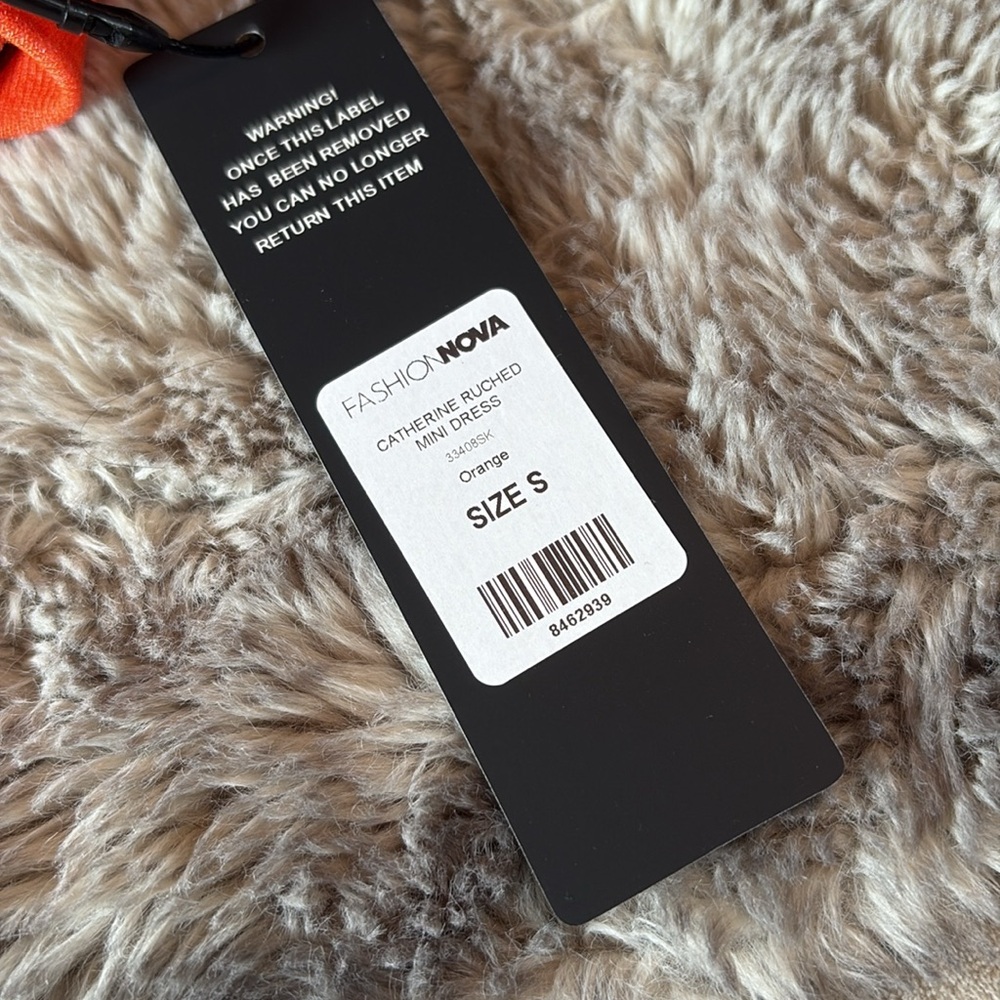 WARNING!
ONCE THIS LABEL
HAS BEEN REMOVED
YOU CAN NO LONGER
RETURN THIS ITEM
FASHIONNOVA
CATHERINE RUCHED
MINI DRESS
33408SK
Orange
SIZE S
8462939